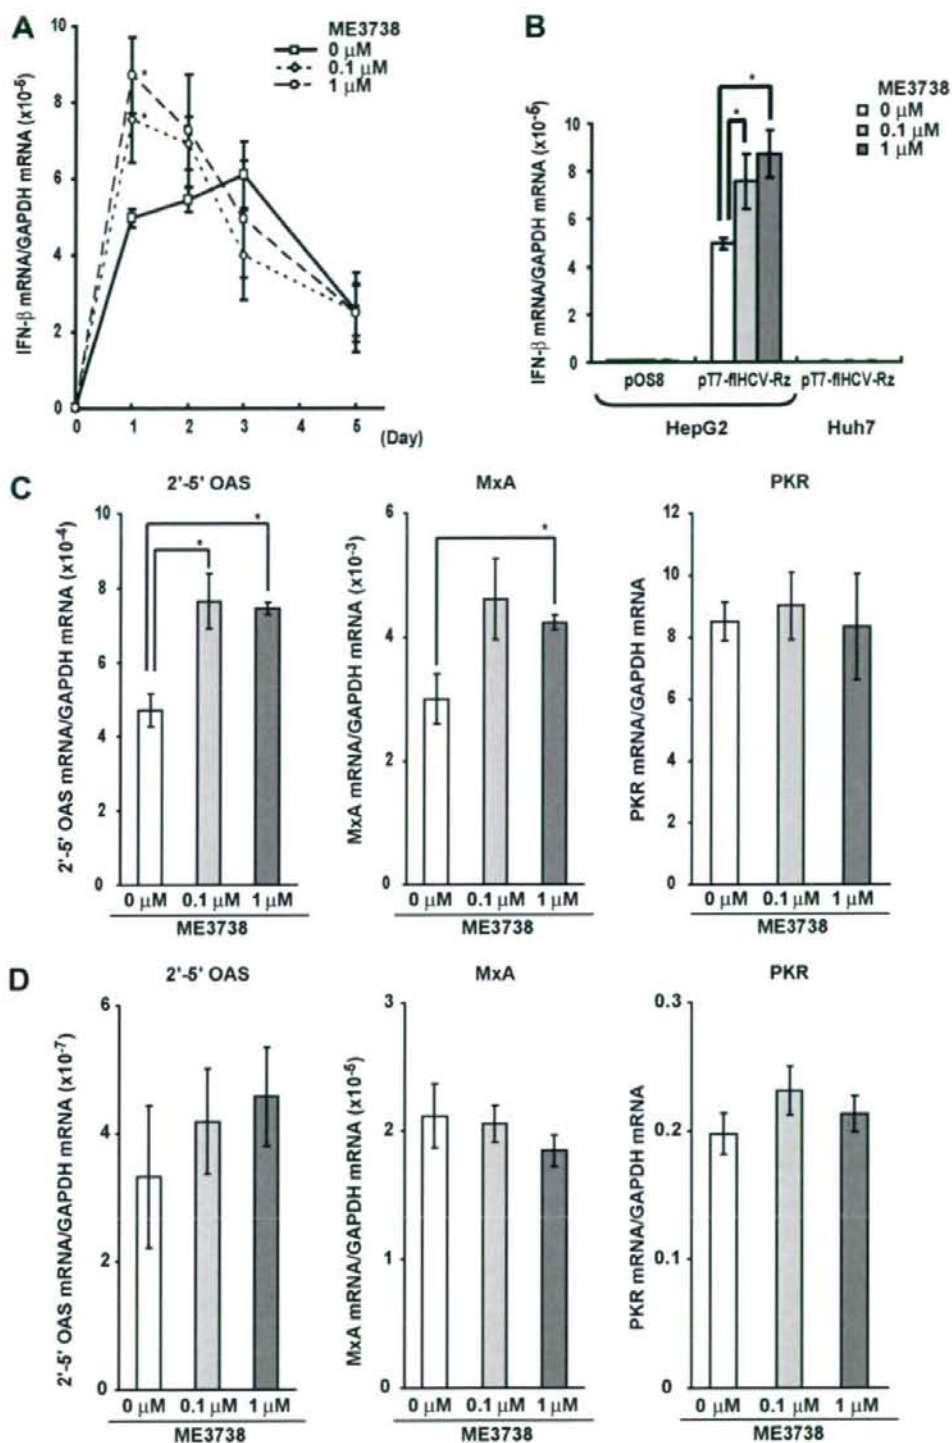 A
ME3738
0 μM
0.1 μM
1 μM
IFN-β mRNA/GAPDH mRNA (x10-5)
10
8
6
4
2
0
*
*
0 1 2 3 4 5
(Day)
B
ME3738
0 μM
0.1 μM
1 μM
IFN-β mRNA/GAPDH mRNA (x10-5)
10
8
6
4
2
0
*
*
pOS8 pT7-flHCV-Rz pT7-flHCV-Rz
HepG2 Huh7
C
2'-5' OAS
2'-5' OAS mRNA/GAPDH mRNA (x10-4)
10
8
6
4
2
0
*
*
0 μM 0.1 μM 1 μM
ME3738
MxA
MxA mRNA/GAPDH mRNA (x10-3)
6
4
2
0
*
0 μM 0.1 μM 1 μM
ME3738
PKR
PKR mRNA/GAPDH mRNA
12
10
8
6
4
2
0
0 μM 0.1 μM 1 μM
ME3738
D
2'-5' OAS
2'-5' OAS mRNA/GAPDH mRNA (x10-7)
6
4
2
0
0 μM 0.1 μM 1 μM
ME3738
MxA
MxA mRNA/GAPDH mRNA (x10-5)
3
2
1
0
0 μM 0.1 μM 1 μM
ME3738
PKR
PKR mRNA/GAPDH mRNA
0.3
0.2
0.1
0
0 μM 0.1 μM 1 μM
ME3738